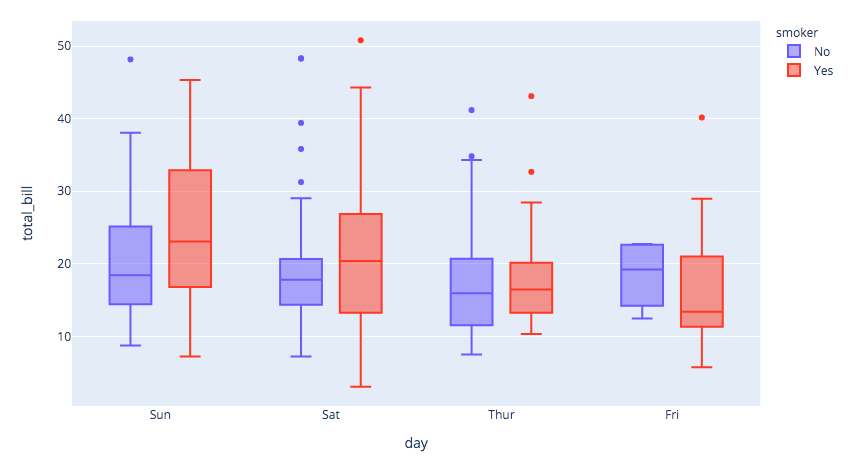 smoker
No
Yes
total_bill
50
40
30
20
10
Sun Sat Thur Fri
day